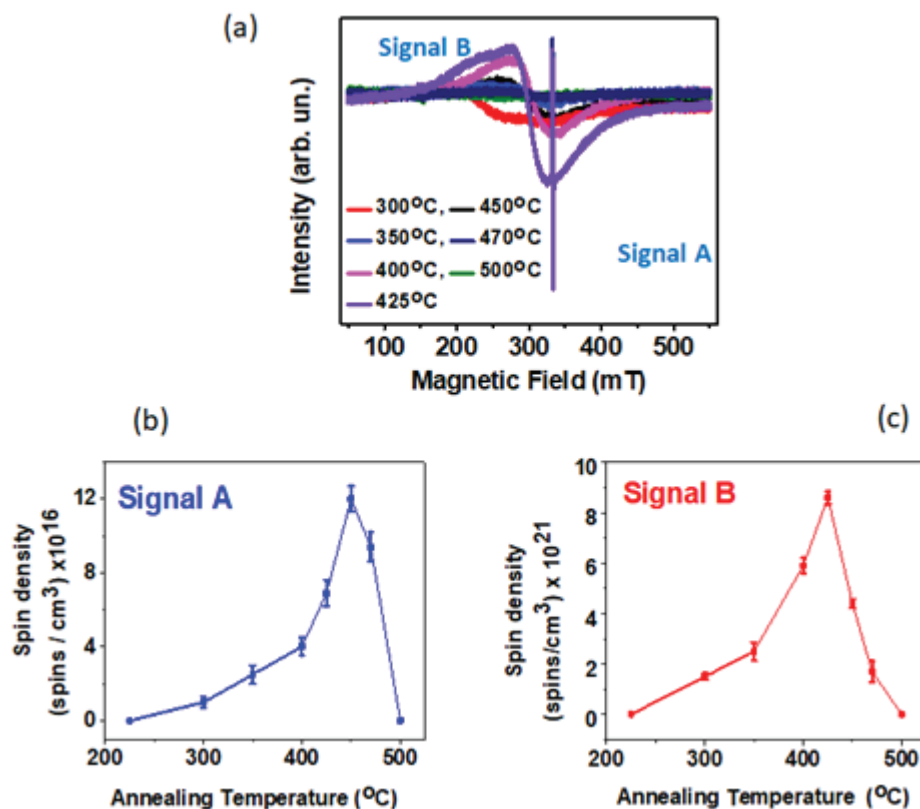 (a)
Signal B
Intensity (arb. un.)
300°C, 450°C
350°C, 470°C
400°C, 500°C
425°C
Signal A
100 200 300 400 500
Magnetic Field (mT)
(b)
Signal A
Spin density
(spins / cm³) x10¹⁶
12
8
4
0
200 300 400 500
Annealing Temperature (°C)
(c)
Signal B
Spin density
(spins/cm³) x 10²¹
10
8
6
4
2
0
200 300 400 500
Annealing Temperature (°C)